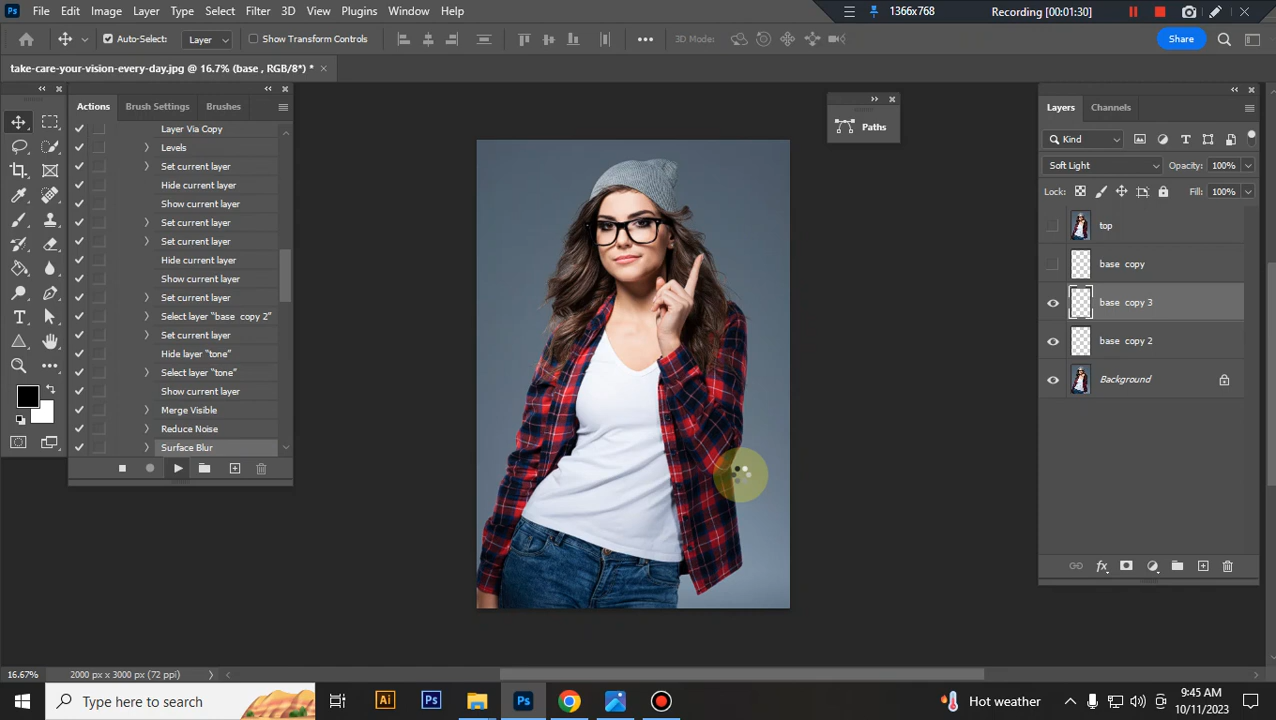 Ps File Edit Image Layer Type Select Filter 3D View Plugins Window Help
1366x768 Recording [00:01:30]
Auto-Select: Layer Show Transform Controls 3D Mode: Share
take-care-your-vision-every-day.jpg @ 16.7% (base , RGB/8*) * ×
Actions Brush Settings Brushes
Layer Via Copy
Levels
Set current layer
Hide current layer
Show current layer
Set current layer
Set current layer
Hide current layer
Show current layer
Set current layer
Select layer "base copy 2"
Set current layer
Hide layer "tone"
Select layer "tone"
Show current layer
Merge Visible
Reduce Noise
Surface Blur
Paths
Layers Channels
Kind
Soft Light Opacity: 100%
Lock: Fill: 100%
top
base copy
base copy 3
base copy 2
Background
16.67% 2000 px x 3000 px (72 ppi)
Type here to search
Ai Ps Ps
Hot weather
9:45 AM
10/11/2023